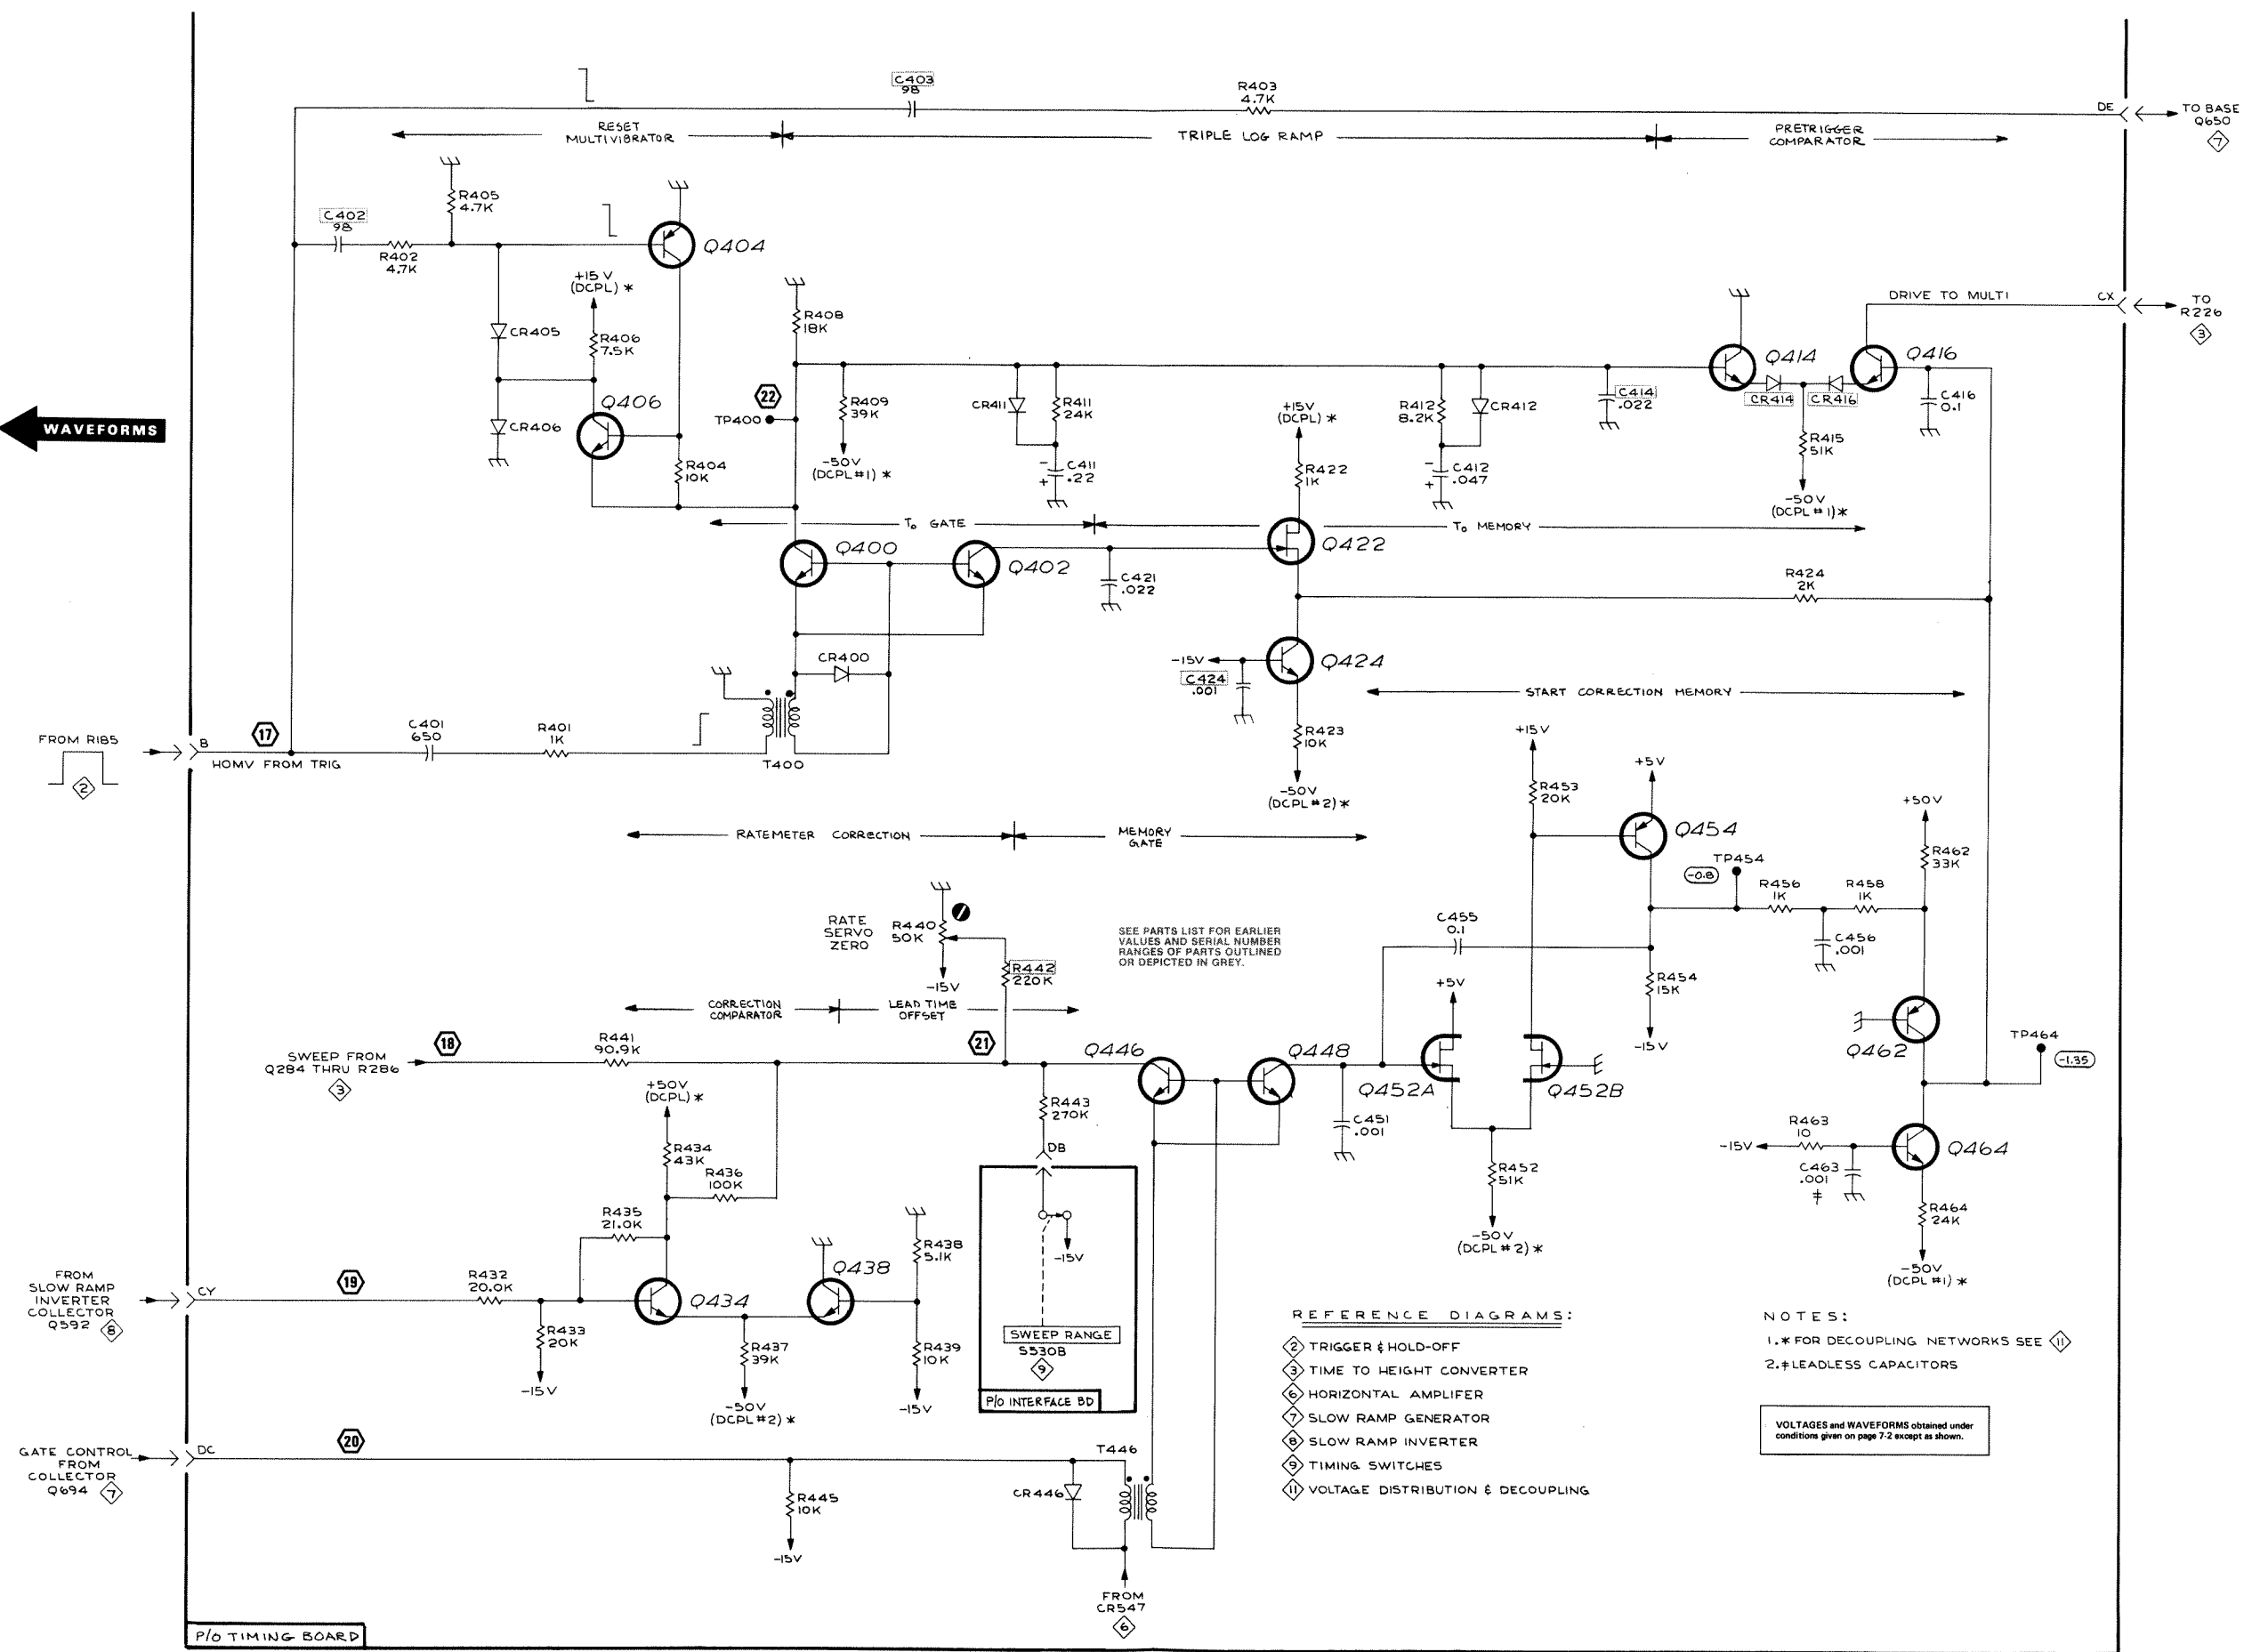 C403
98
R403
4.7K
DE
TO BASE
Q650
7
RESET
MULTIVIBRATOR
TRIPLE LOG RAMP
PRETRIGGER
COMPARATOR
R405
4.7K
C402
98
R402
4.7K
Q404
+15 V
(DCPL) *
CR405
R406
7.5K
R408
18K
DRIVE TO MULTI
CX
TO
R226
3
Q414
Q416
WAVEFORMS
CR406
Q406
22
TP400
R409
39K
-50V
(DCPL#1) *
CR411
R411
24K
C411
.22
-
+
+15V
(DCPL) *
R422
1K
R412
8.2K
CR412
-
+
C412
.047
C414
.022
CR414
CR416
R415
51K
-50V
(DCPL #1)*
C416
0.1
R404
10K
T₀ GATE
T₀ MEMORY
Q400
Q402
C421
.022
Q422
R424
2K
-15V
C424
.001
Q424
R423
10K
-50V
(DCPL #2)*
CR400
START CORRECTION MEMORY
FROM R185
2
B
17
HOMV FROM TRIG
C401
650
R401
1K
T400
+15V
R453
20K
+5V
Q454
+50V
R462
33K
RATEMETER CORRECTION
MEMORY
GATE
TP454
-0.8
R456
1K
R458
1K
RATE
SERVO
ZERO
R440
50K
-15V
R442
220K
SEE PARTS LIST FOR EARLIER
VALUES AND SERIAL NUMBER
RANGES OF PARTS OUTLINED
OR DEPICTED IN GREY.
C455
0.1
C456
.001
R454
15K
-15V
+5V
CORRECTION
COMPARATOR
LEAD TIME
OFFSET
SWEEP FROM
Q284 THRU R286
3
18
R441
90.9K
21
Q446
Q448
Q452A
Q452B
Q462
TP464
-1.35
+50V
(DCPL) *
R434
43K
R436
100K
R443
270K
DB
C451
.001
R452
51K
-50V
(DCPL #2) *
R463
10
-15V
C463
.001
‡
Q464
R464
24K
-50V
(DCPL #1) *
R435
21.0K
FROM
SLOW RAMP
INVERTER
COLLECTOR
Q592
8
CY
19
R432
20.0K
R433
20K
-15V
Q434
Q438
R437
39K
-50V
(DCPL #2) *
R438
5.1K
R439
10K
-15V
-15V
SWEEP RANGE
S530B
9
P/O INTERFACE BD
REFERENCE DIAGRAMS:
2 TRIGGER & HOLD-OFF
3 TIME TO HEIGHT CONVERTER
6 HORIZONTAL AMPLIFER
7 SLOW RAMP GENERATOR
8 SLOW RAMP INVERTER
9 TIMING SWITCHES
11 VOLTAGE DISTRIBUTION & DECOUPLING
NOTES:
1.* FOR DECOUPLING NETWORKS SEE 11
2.‡ LEADLESS CAPACITORS
VOLTAGES and WAVEFORMS obtained under
conditions given on page 7-2 except as shown.
GATE CONTROL
FROM
COLLECTOR
Q694
7
DC
20
R445
10K
-15V
CR446
T446
FROM
CR547
6
P/O TIMING BOARD